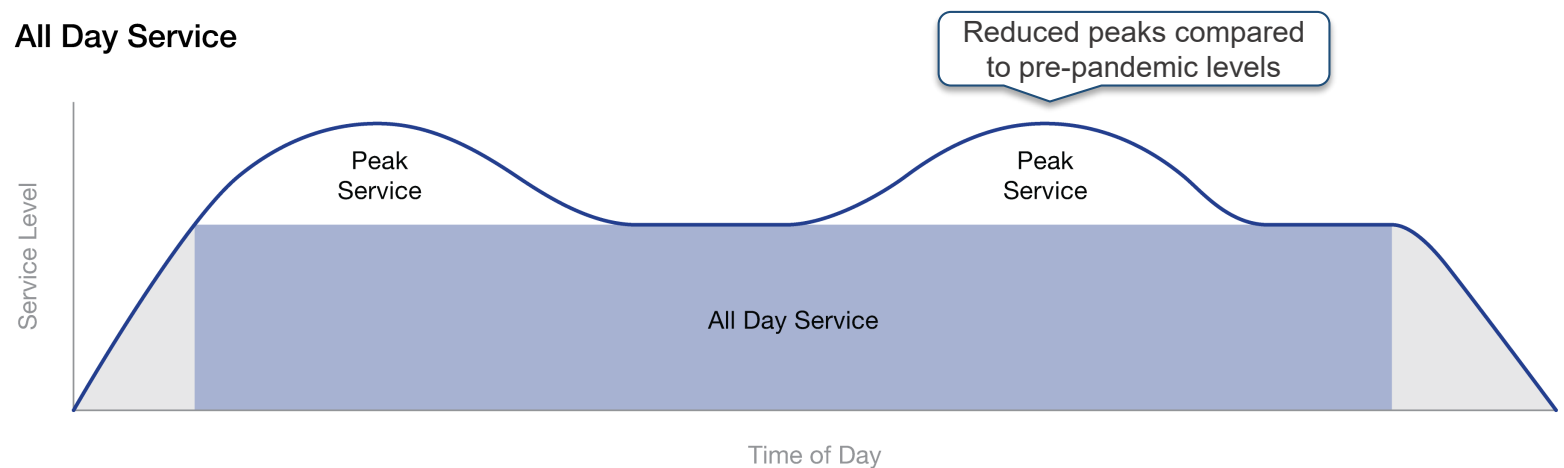 All Day Service
Reduced peaks compared
to pre-pandemic levels
Peak
Service
Peak
Service
Service Level
All Day Service
Time of Day